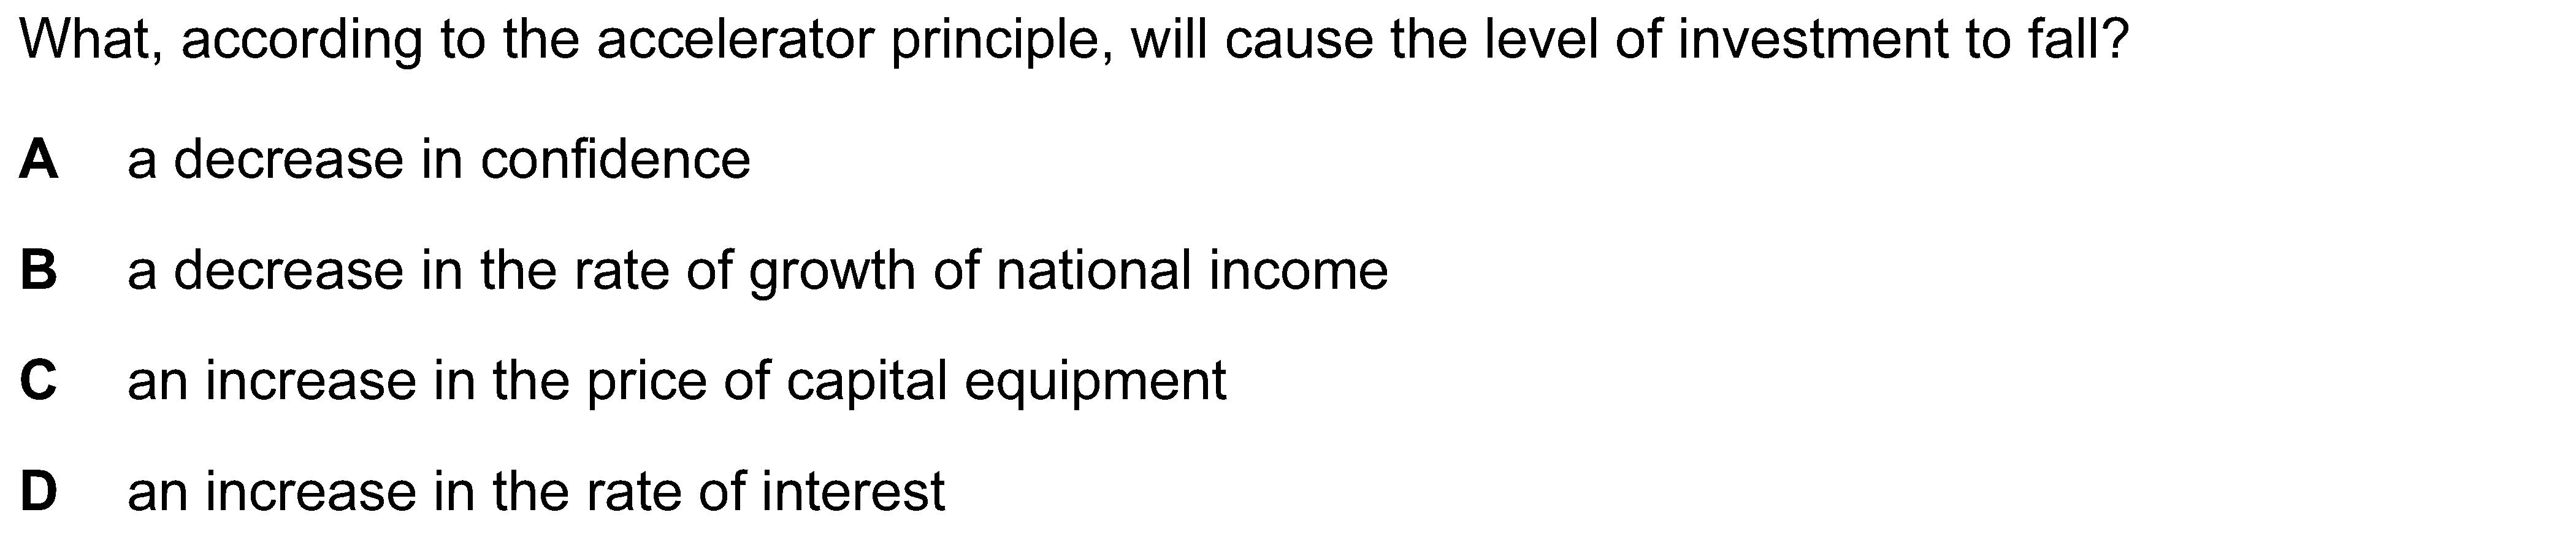 What, according to the accelerator principle, will cause the level of investment to fall?
A a decrease in confidence
B a decrease in the rate of growth of national income
C an increase in the price of capital equipment
D an increase in the rate of interest